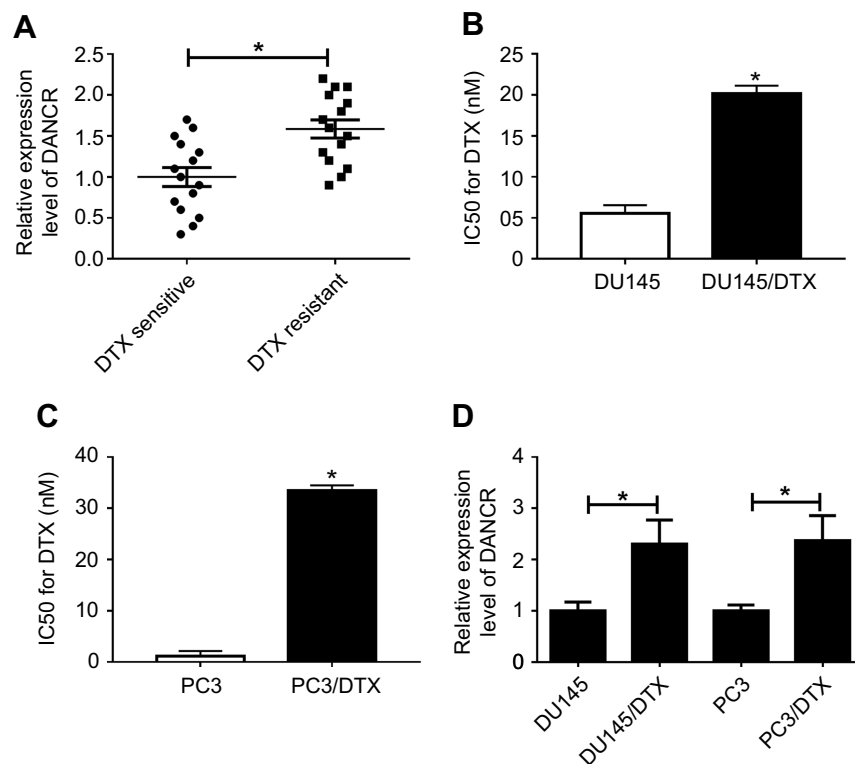 A
*
Relative expression
level of DANCR
2.5
2.0
1.5
1.0
0.5
0.0
DTX sensitive
DTX resistant
B
*
IC50 for DTX (nM)
25
20
15
10
05
0
DU145
DU145/DTX
C
*
IC50 for DTX (nM)
40
30
30
10
0
PC3
PC3/DTX
D
*
*
Relative expression
level of DANCR
4
3
2
1
0
DU145
DU145/DTX
PC3
PC3/DTX